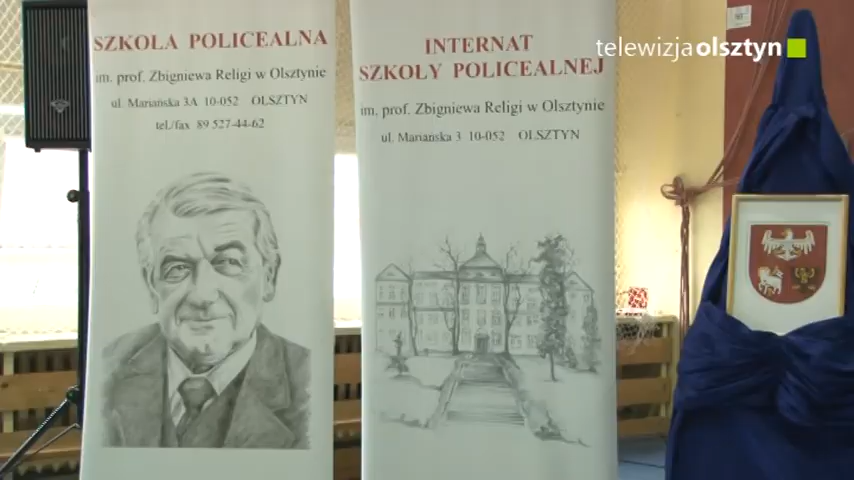 SZKOŁA POLICEALNA
im. prof. Zbigniewa Religi w Olsztynie
ul. Mariańska 3A 10-052 OLSZTYN
tel./fax 89 527-44-62
INTERNAT
SZKOŁY POLICEALNEJ
im. prof. Zbigniewa Religi w Olsztynie
ul. Mariańska 3 10-052 OLSZTYN
telewizjaolsztyn